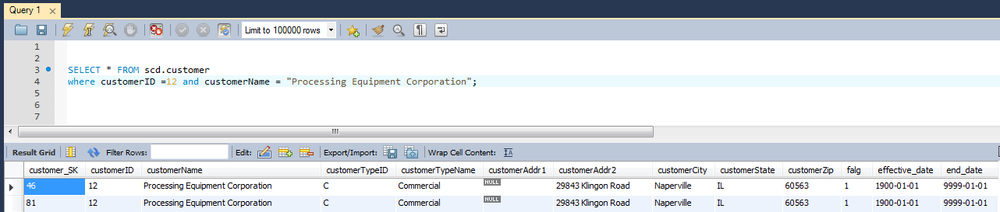 Query 1
Limit to 100000 rows
1
2
3 SELECT * FROM scd.customer
4 where customerID =12 and customerName = "Processing Equipment Corporation";
5
6
7
Result Grid Filter Rows: Edit: Export/Import: Wrap Cell Content:
customer_SK customerID customerName customerTypeID customerTypeName customerAddr1 customerAddr2 customerCity customerState customerZip falg effective_date end_date
46 12 Processing Equipment Corporation C Commercial NULL 29843 Klingon Road Naperville IL 60563 1 1900-01-01 9999-01-01
81 12 Processing Equipment Corporation C Commercial NULL 29843 Klingon Road Naperville IL 60563 1 1900-01-01 9999-01-01